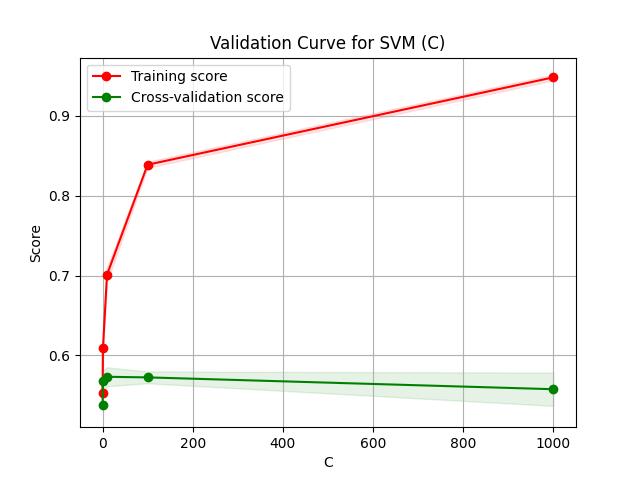 Validation Curve for SVM (C)
Training score
Cross-validation score
Score
0.9
0.8
0.7
0.6
0
200
400
600
800
1000
C